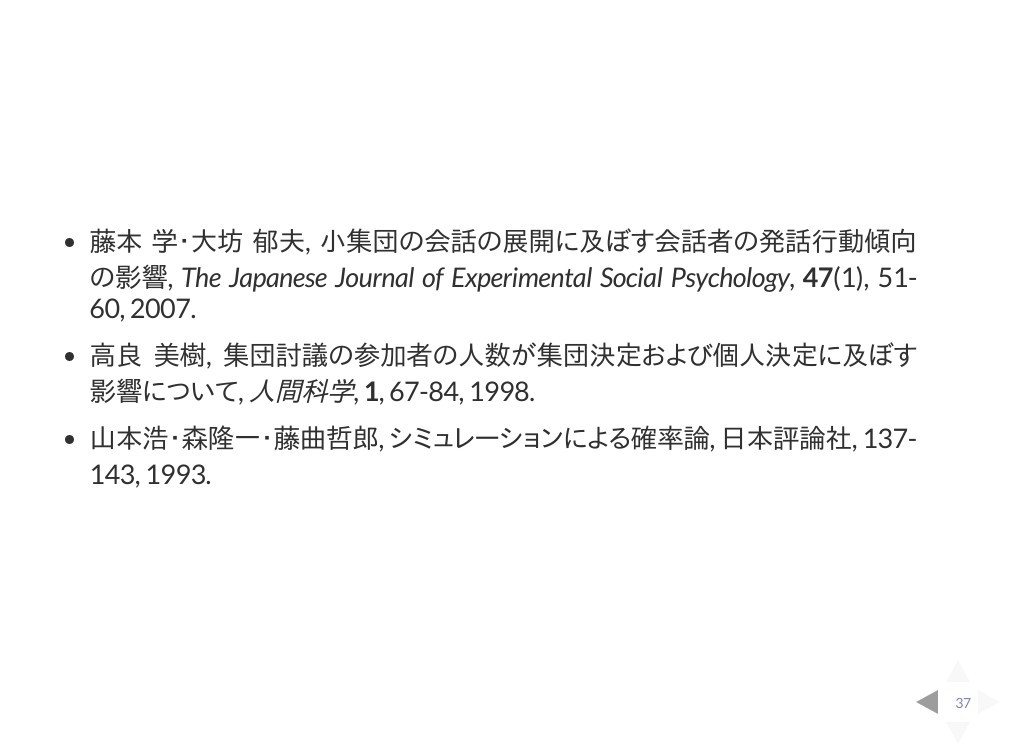 • 藤本 学・大坊 郁夫, 小集団の会話の展開に及ぼす会話者の発話行動傾向
の影響, The Japanese Journal of Experimental Social Psychology, 47(1), 51-
60, 2007.
• 高良 美樹, 集団討議の参加者の人数が集団決定および個人決定に及ぼす
影響について, 人間科学, 1, 67-84, 1998.
• 山本浩・森隆一・藤曲哲郎, シミュレーションによる確率論, 日本評論社, 137-
143, 1993.
37